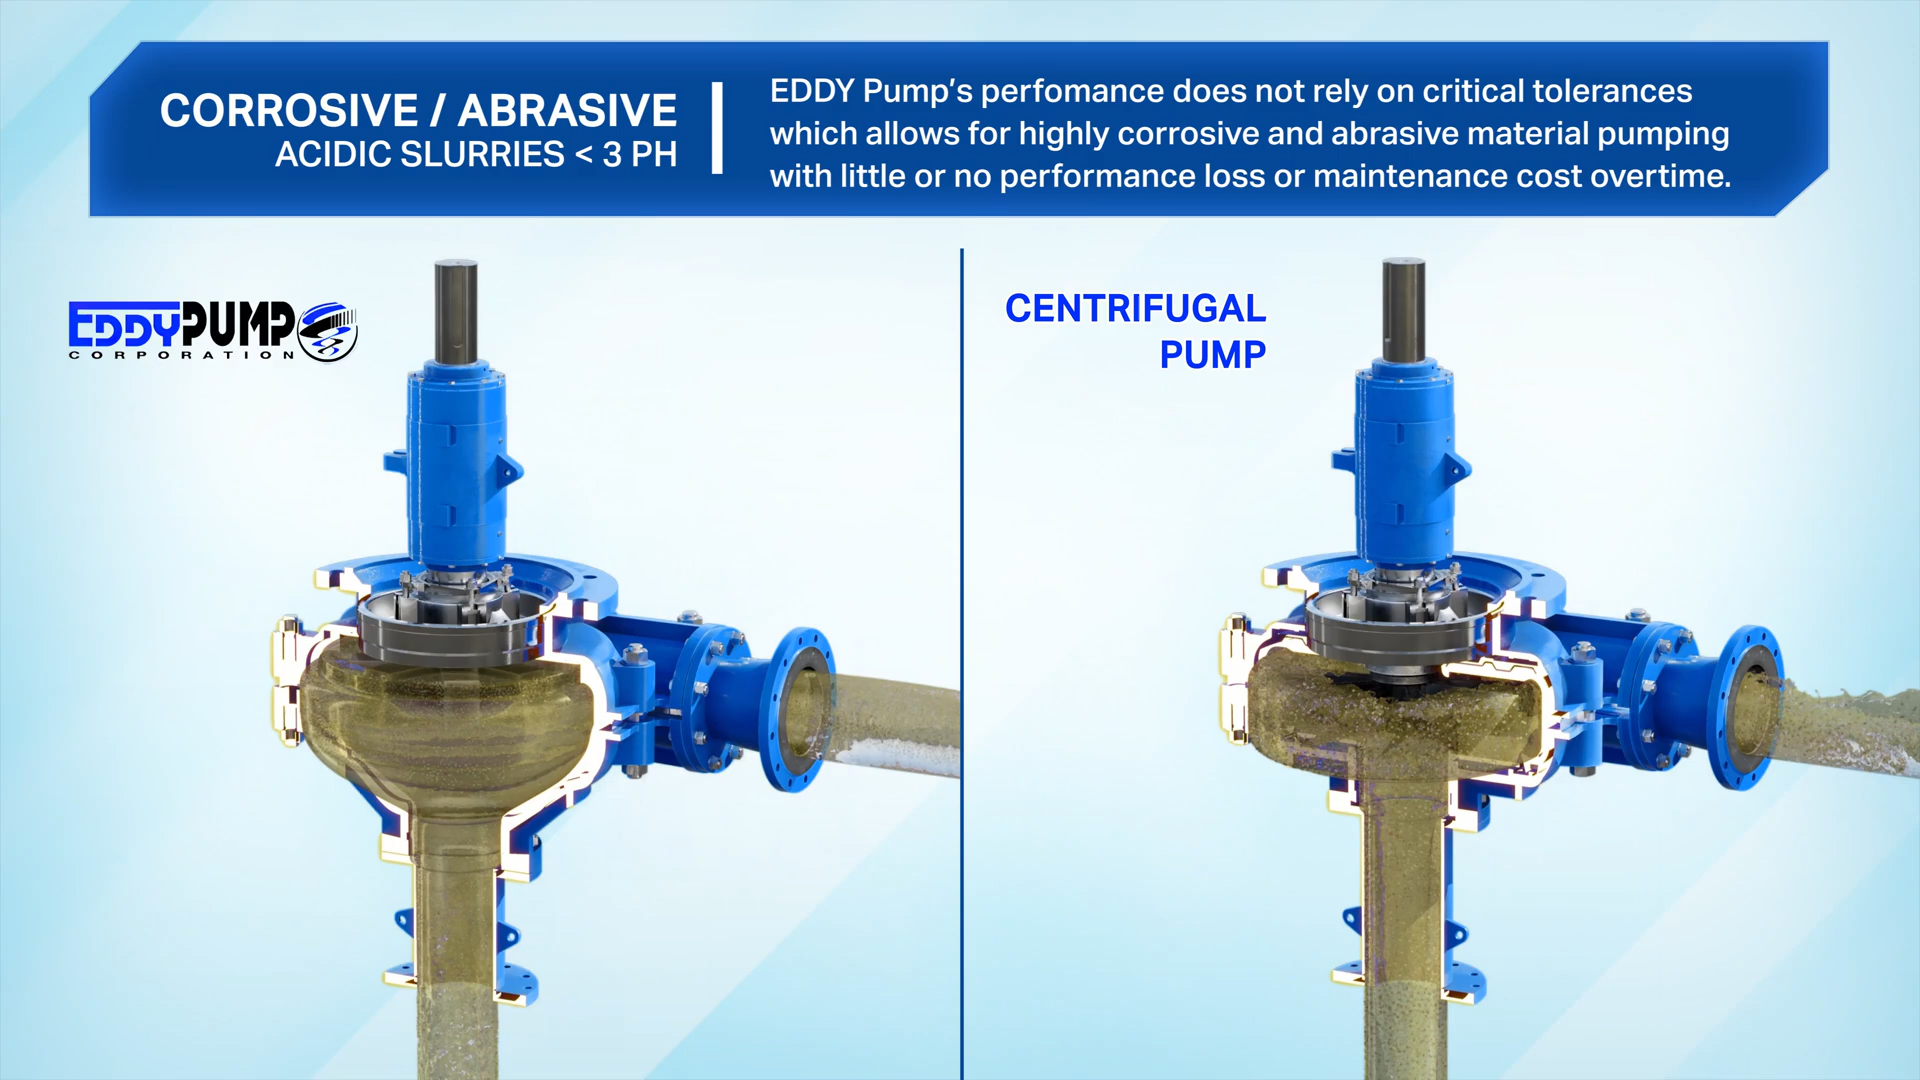 CORROSIVE / ABRASIVE
ACIDIC SLURRIES < 3 PH
EDDY Pump's perfomance does not rely on critical tolerances
which allows for highly corrosive and abrasive material pumping
with little or no performance loss or maintenance cost overtime.
EDDYPUMP
CORPORATION
CENTRIFUGAL
PUMP